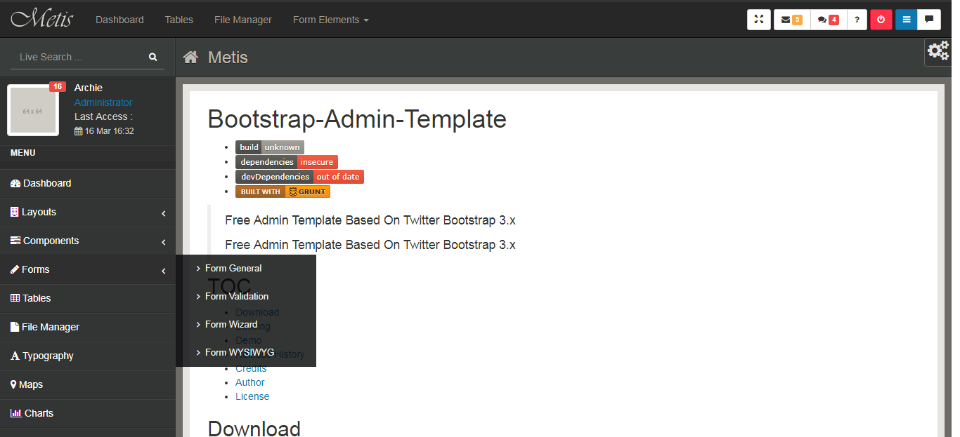 Metis
Dashboard Tables File Manager Form Elements
5 4 ?
Live Search ...
Metis
16
Archie
Administrator
Last Access :
16 Mar 16:32
64 x 64
MENU
Dashboard
Layouts
Components
Forms
Tables
File Manager
Typography
Maps
Charts
Form General
Form Validation
Form Wizard
Form WYSIWYG
Bootstrap-Admin-Template
build unknown
dependencies insecure
devDependencies out of date
BUILT WITH GRUNT
Free Admin Template Based On Twitter Bootstrap 3.x
Free Admin Template Based On Twitter Bootstrap 3.x
TOC
Download
Demo
History
Credits
Author
License
Download